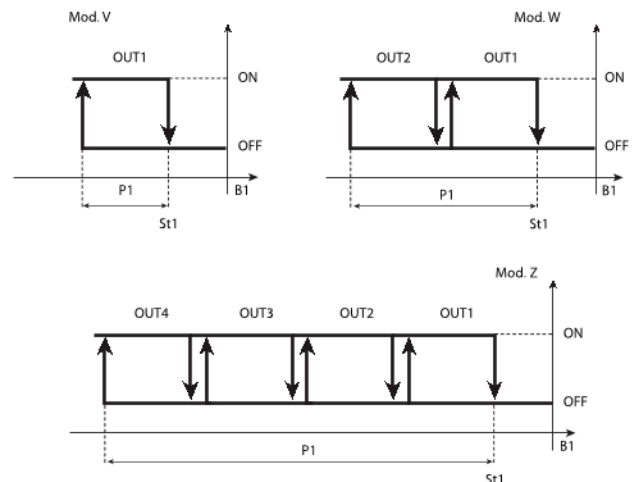 Mod. V
OUT1
ON
OFF
P1
B1
St1
Mod. W
OUT2 OUT1
ON
OFF
P1
B1
St1
Mod. Z
OUT4 OUT3 OUT2 OUT1
ON
OFF
P1
B1
St1